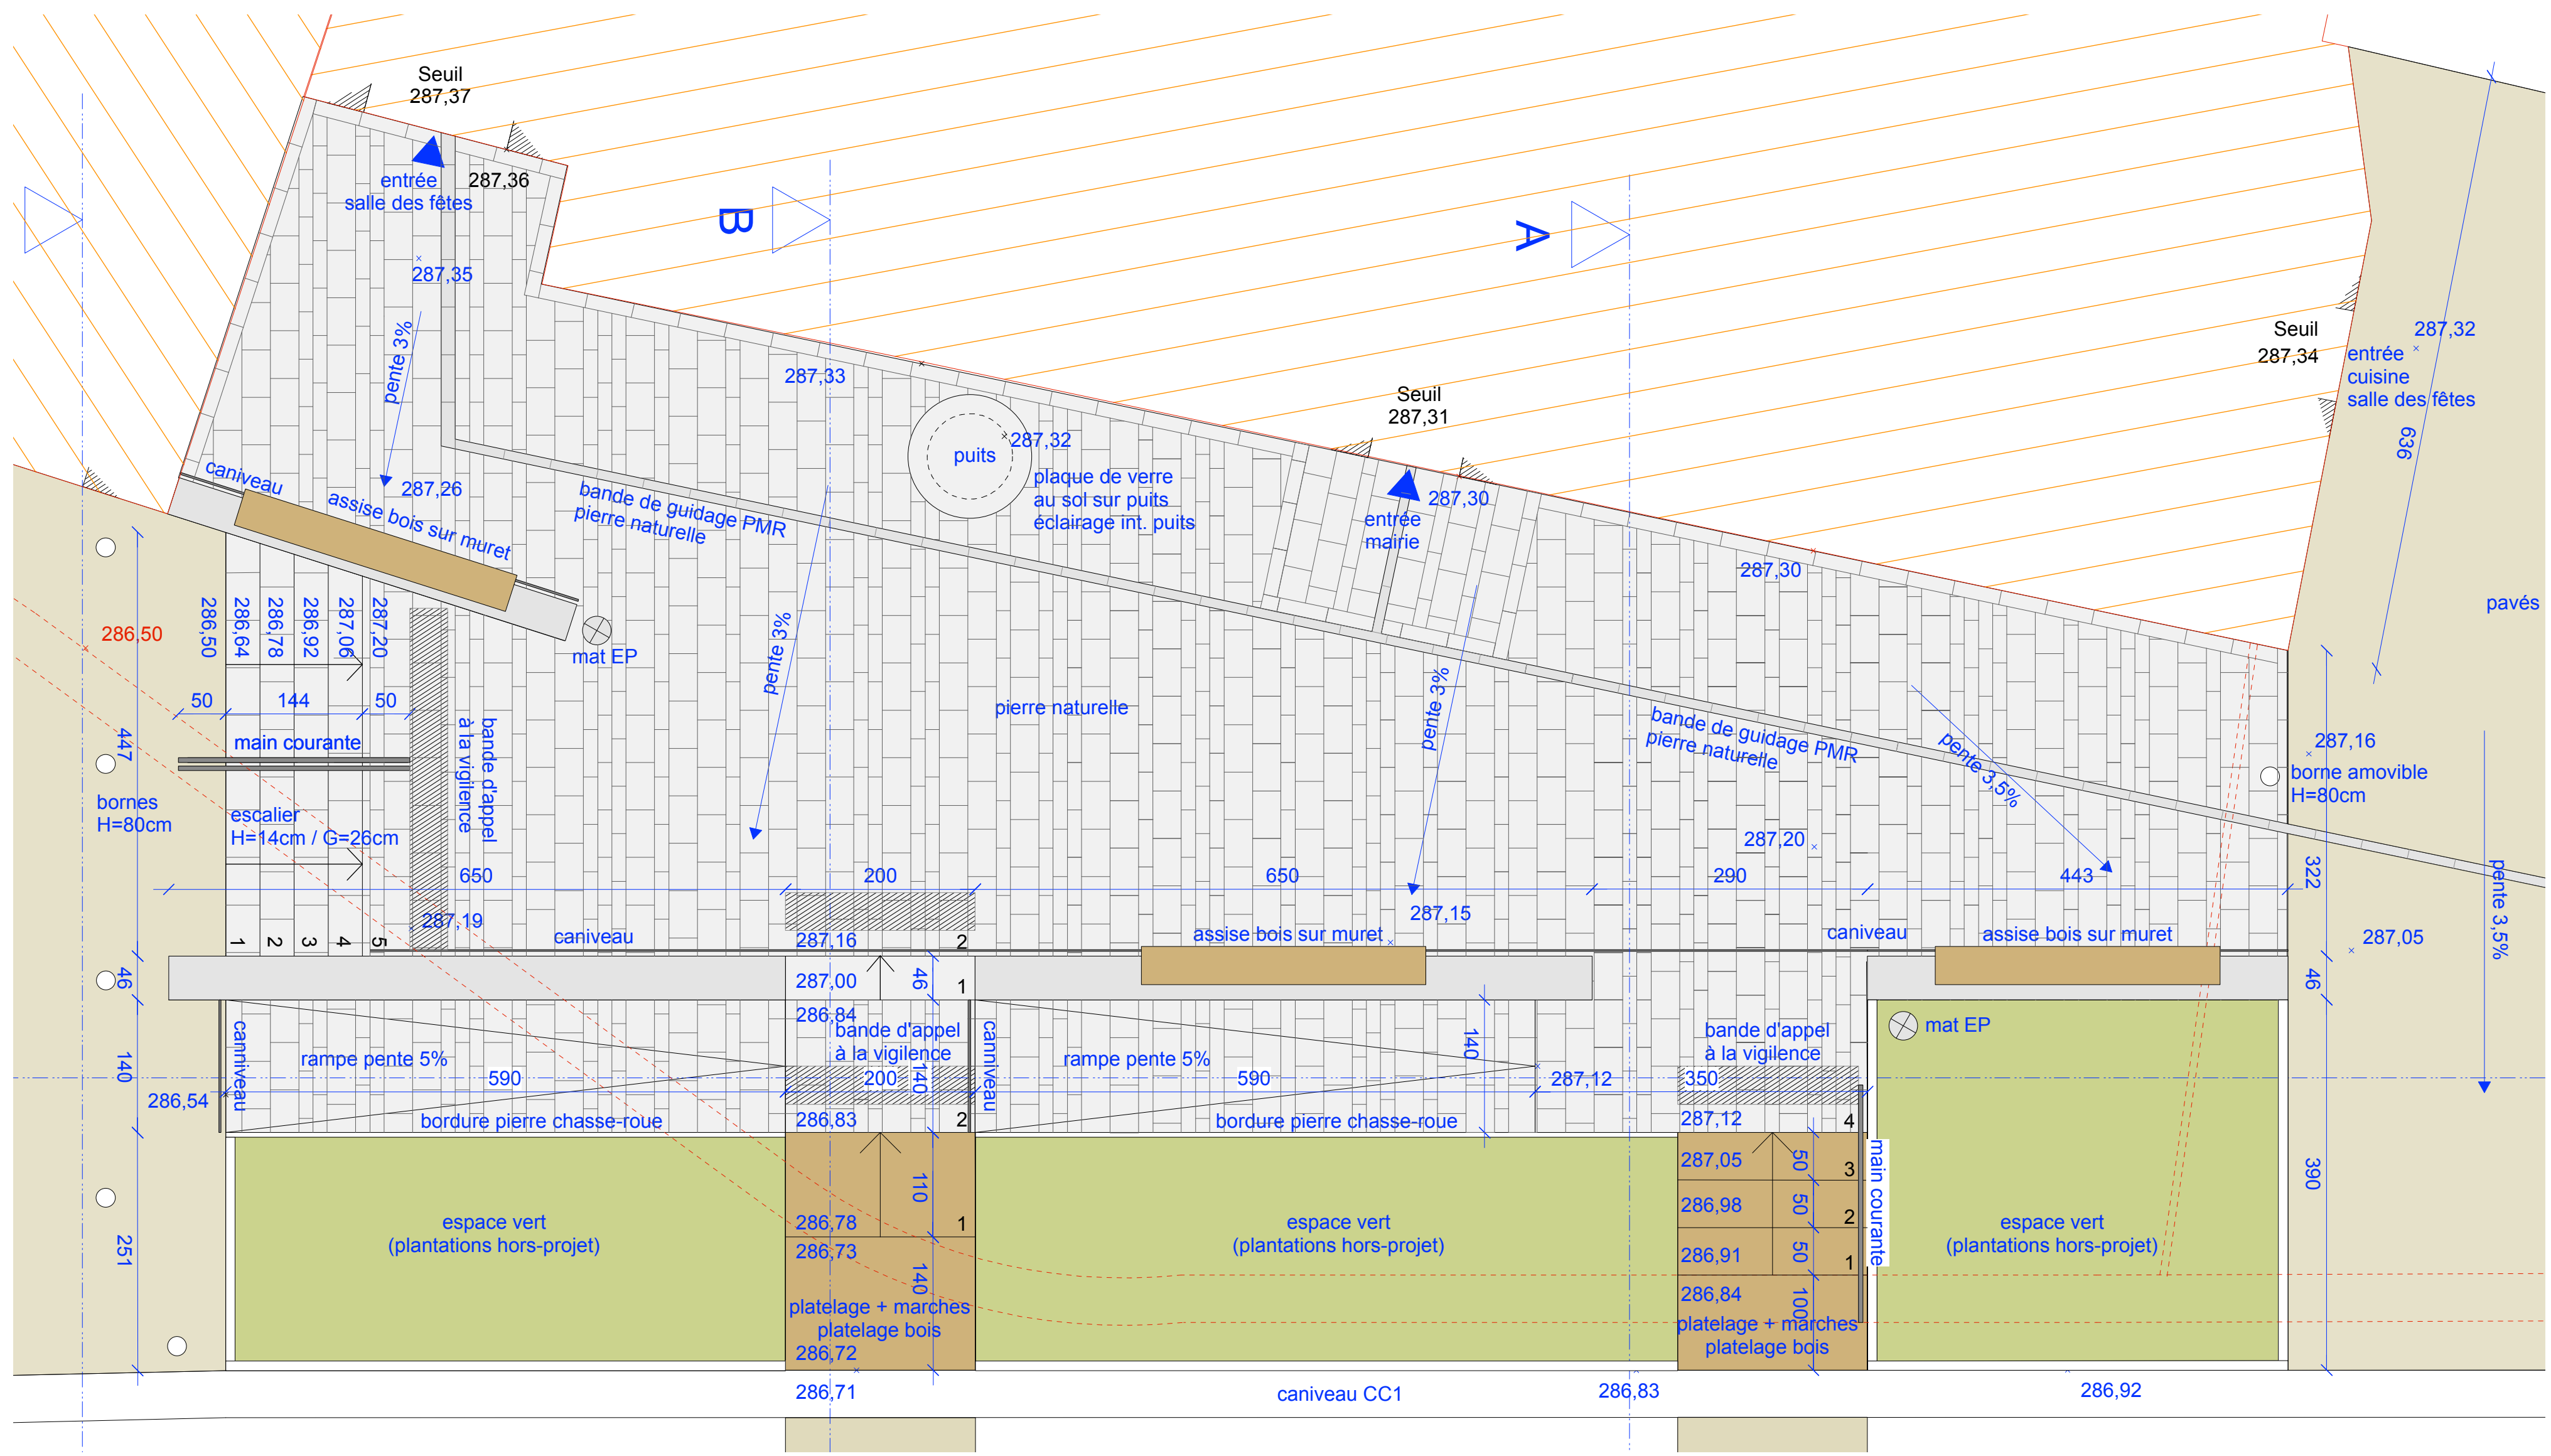 Seuil
287,37
entrée
salle des fêtes
287,36
287,35
pente 3%
B
A
287,33
Seuil
287,31
Seuil
287,34
287,32
entrée
cuisine
salle des fêtes
636
caniveau
287,26
assise bois sur muret
bande de guidage PMR
pierre naturelle
puits
287,32
plaque de verre
au sol sur puits
éclairage int. puits
287,30
entrée
mairie
287,30
pavés
286,50
286,50
286,64
286,78
286,92
287,06
287,20
mat EP
pente 3%
pierre naturelle
pente 3%
bande de guidage PMR
pierre naturelle
pente 3,5%
287,16
borne amovible
H=80cm
50
144
50
447
main courante
bande d'appel
à la vigilence
bornes
H=80cm
escalier
H=14cm / G=26cm
287,20
650
200
650
290
443
322
pente 3,5%
287,19
1
2
3
4
5
caniveau
287,16
2
287,15
assise bois sur muret
caniveau
assise bois sur muret
287,05
46
287,00
46
1
46
286,84
canniveau
rampe pente 5%
590
140
286,54
bordure pierre chasse-roue
bande d'appel
à la vigilence
200
140
286,83
2
canniveau
rampe pente 5%
590
140
bordure pierre chasse-roue
287,12
bande d'appel
à la vigilence
350
287,12
4
mat EP
main courante
390
251
espace vert
(plantations hors-projet)
110
286,78
1
286,73
140
platelage + marches
platelage bois
286,72
espace vert
(plantations hors-projet)
287,05
50
3
286,98
50
2
286,91
50
1
286,84
100
platelage + marches
platelage bois
espace vert
(plantations hors-projet)
286,71
caniveau CC1
286,83
286,92